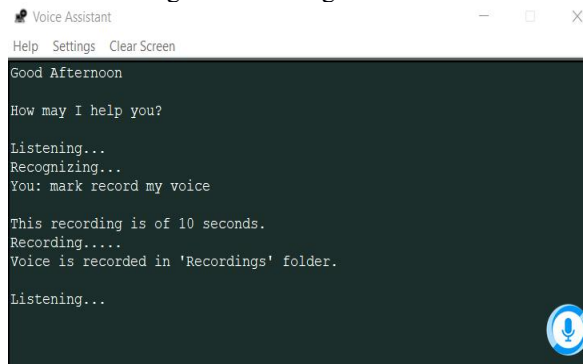 Voice Assistant
Help Settings Clear Screen
Good Afternoon
How may I help you?
Listening...
Recognizing...
You: mark record my voice
This recording is of 10 seconds.
Recording.....
Voice is recorded in 'Recordings' folder.
Listening...